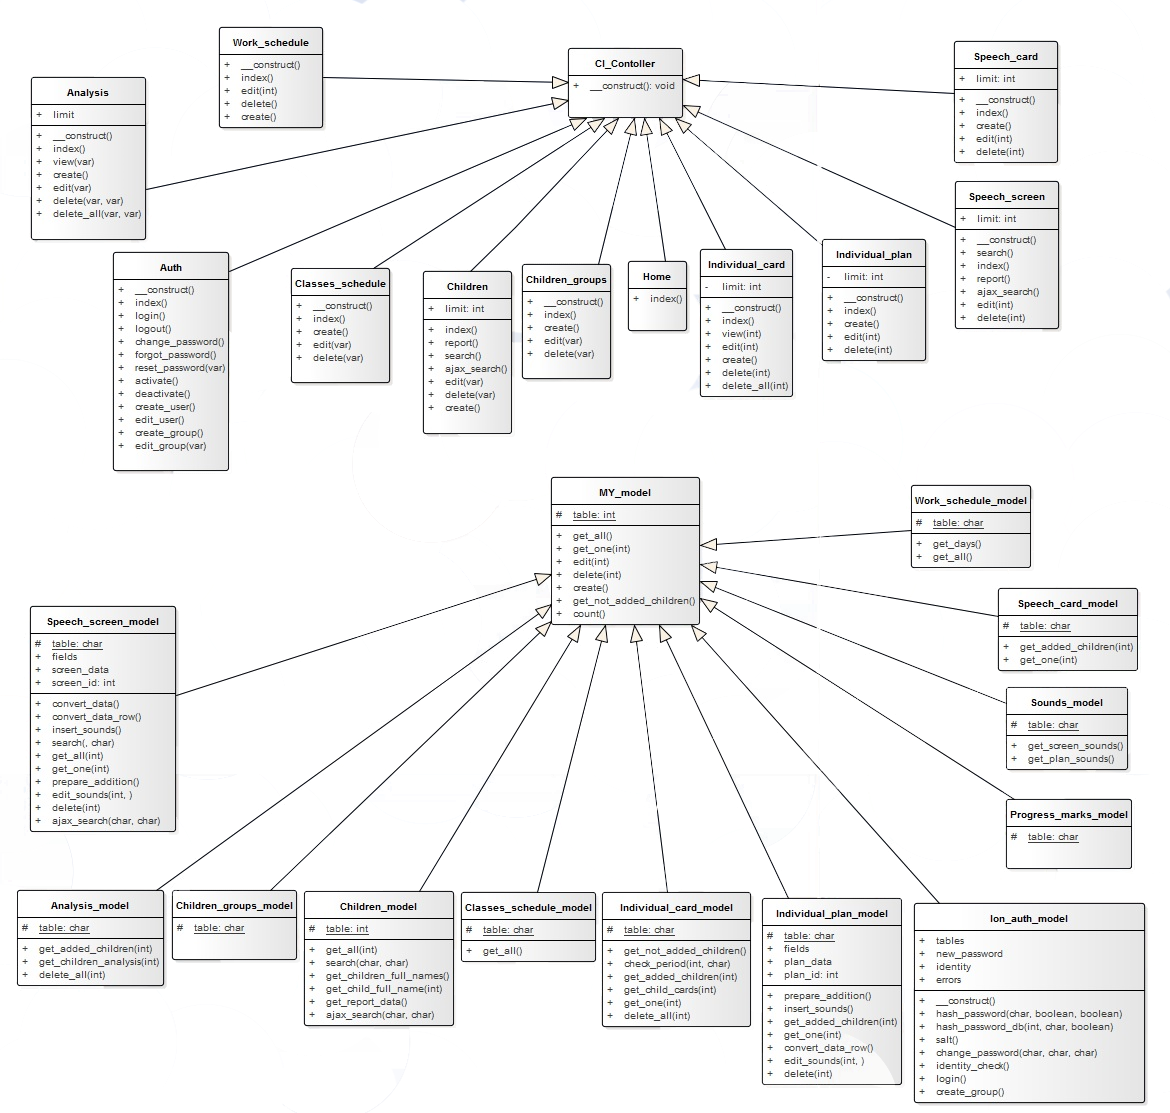 Work_schedule
+ __construct()
+ index()
+ edit(int)
+ delete()
+ create()
CI_Contoller
+ __construct(): void
Speech_card
+ limit: int
+ __construct()
+ index()
+ create()
+ edit(int)
+ delete(int)
Analysis
+ limit
+ __construct()
+ index()
+ view(var)
+ create()
+ edit(var)
+ delete(var, var)
+ delete_all(var, var)
Speech_screen
+ limit: int
+ __construct()
+ search()
+ index()
+ report()
+ ajax_search()
+ edit(int)
+ delete(int)
Auth
+ __construct()
+ index()
+ login()
+ logout()
+ change_password()
+ forgot_password()
+ reset_password(var)
+ activate()
+ deactivate()
+ create_user()
+ edit_user()
+ create_group()
+ edit_group(var)
Classes_schedule
+ __construct()
+ index()
+ create()
+ edit(var)
+ delete(var)
Children
+ limit: int
+ index()
+ report()
+ search()
+ ajax_search()
+ edit(var)
+ delete(var)
+ create()
Children_groups
+ __construct()
+ index()
+ create()
+ edit(var)
+ delete(var)
Home
+ index()
Individual_card
- limit: int
+ __construct()
+ index()
+ view(int)
+ edit(int)
+ create()
+ delete(int)
+ delete_all(int)
Individual_plan
- limit: int
+ __construct()
+ index()
+ create()
+ edit(int)
+ delete(int)
MY_model
# table: int
+ get_all()
+ get_one(int)
+ edit(int)
+ delete(int)
+ create()
+ get_not_added_children()
+ count()
Work_schedule_model
# table: char
+ get_days()
+ get_all()
Speech_card_model
# table: char
+ get_added_children(int)
+ get_one(int)
Speech_screen_model
# table: char
+ fields
+ screen_data
+ screen_id: int
+ convert_data()
+ convert_data_row()
+ insert_sounds()
+ search(, char)
+ get_all(int)
+ get_one(int)
+ prepare_addition()
+ edit_sounds(int, )
+ delete(int)
+ ajax_search(char, char)
Sounds_model
# table: char
+ get_screen_sounds()
+ get_plan_sounds()
Progress_marks_model
# table: char
Analysis_model
# table: char
+ get_added_children(int)
+ get_children_analysis(int)
+ delete_all(int)
Children_groups_model
# table: char
Children_model
# table: int
+ get_all(int)
+ search(char, char)
+ get_children_full_names()
+ get_child_full_name(int)
+ get_report_data()
+ ajax_search(char, char)
Classes_schedule_model
# table: char
+ get_all()
Individual_card_model
# table: char
+ get_not_added_children()
+ check_period(int, char)
+ get_added_children(int)
+ get_child_cards(int)
+ get_one(int)
+ delete_all(int)
Individual_plan_model
# table: char
+ fields
+ plan_data
+ plan_id: int
+ prepare_addition()
+ insert_sounds()
+ get_added_children(int)
+ get_one(int)
+ convert_data_row()
+ edit_sounds(int, )
+ delete(int)
Ion_auth_model
+ tables
+ new_password
+ identity
+ errors
+ __construct()
+ hash_password(char, boolean, boolean)
+ hash_password_db(int, char, boolean)
+ salt()
+ change_password(char, char, char)
+ identity_check()
+ login()
+ create_group()